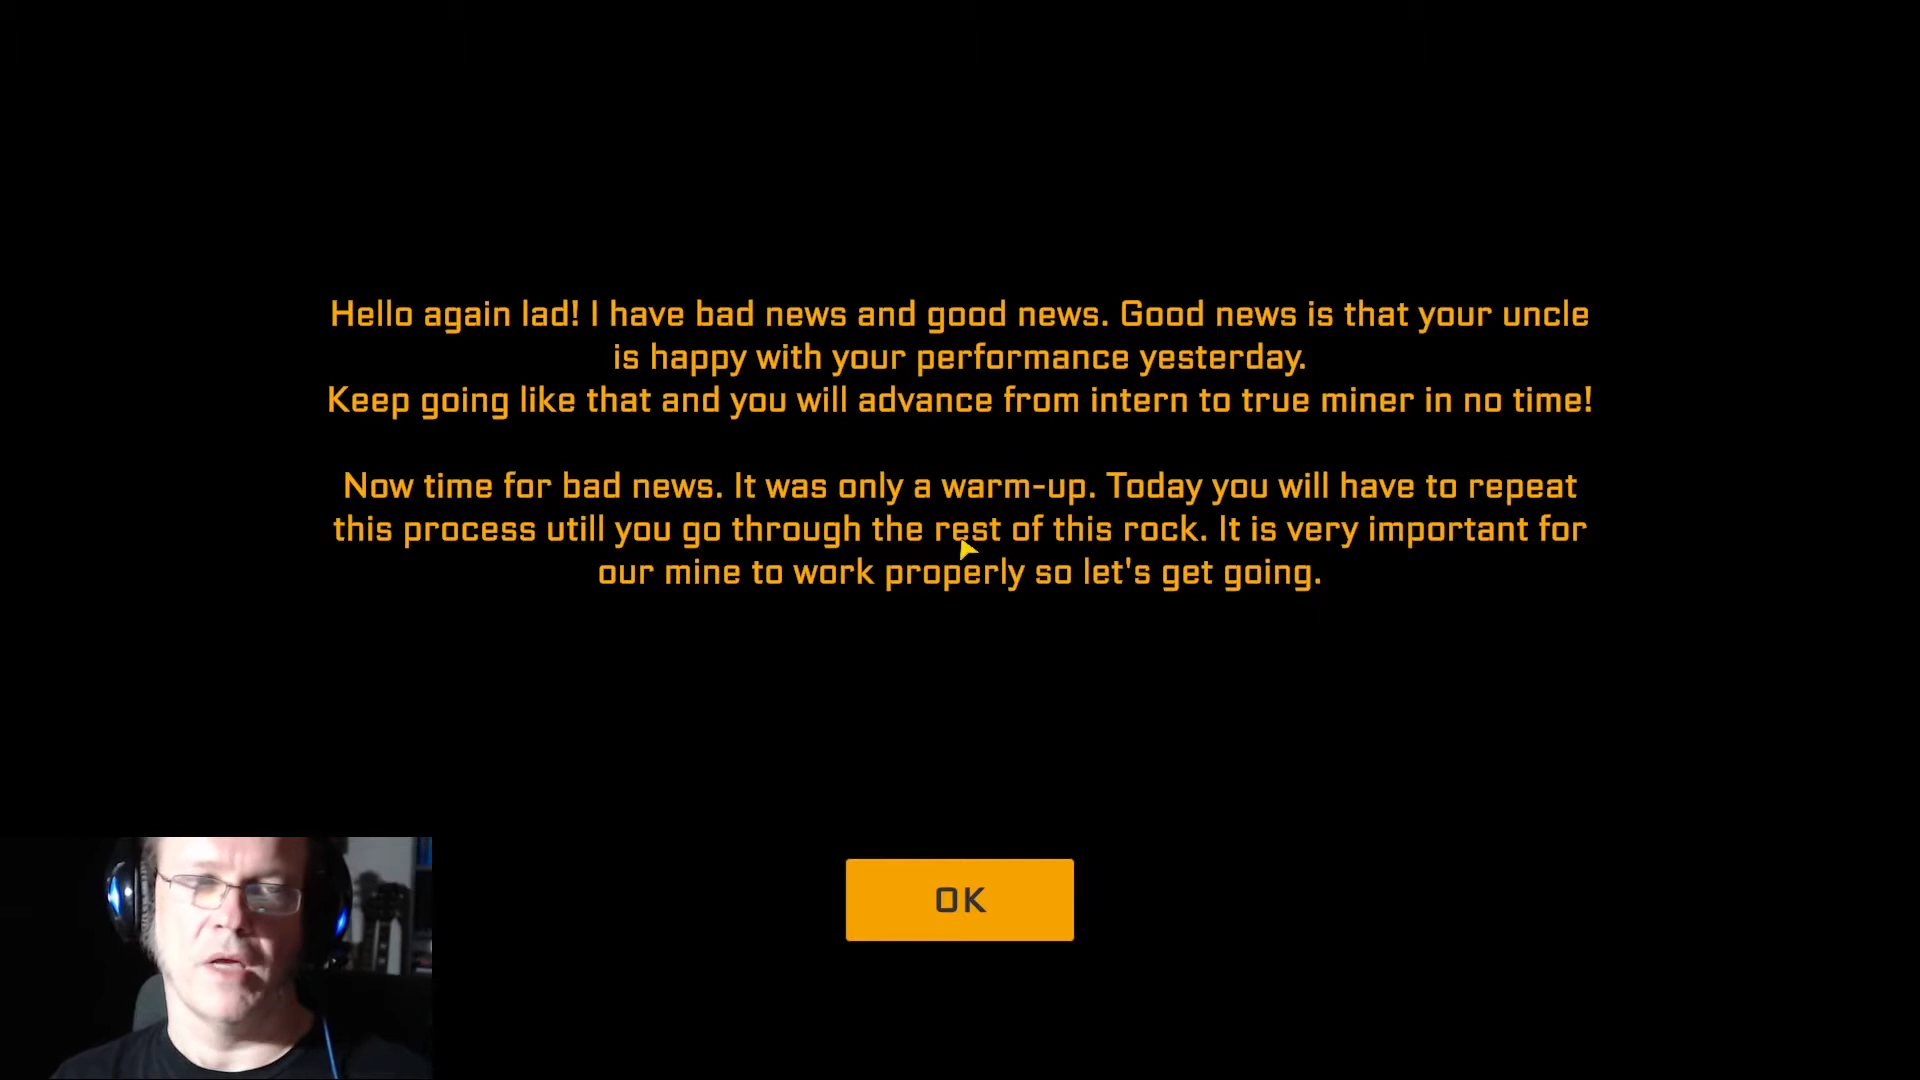 Hello again lad! I have bad news and good news. Good news is that your uncle
is happy with your performance yesterday.
Keep going like that and you will advance from intern to true miner in no time!
Now time for bad news. It was only a warm-up. Today you will have to repeat
this process utill you go through the rest of this rock. It is very important for
our mine to work properly so let's get going.
OK